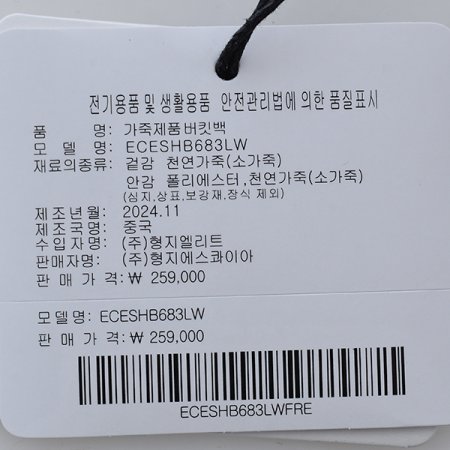 전기용품 및 생활용품 안전관리법에 의한 품질표시
품 명: 가죽제품버킷백
모 델 명: ECESHB683LW
재료의종류: 겉감 천연가죽(소가죽)
안감 폴리에스터,천연가죽(소가죽)
(심지,상표,보강재,장식 제외)
제조년월: 2024.11
제조국명: 중국
수입자명: (주)형지엘리트
판매자명: (주)형지에스콰이아
판 매 가 격: ₩ 259,000
모델명: ECESHB683LW
판 매 가 격: ₩ 259,000
ECESHB683LWFRE